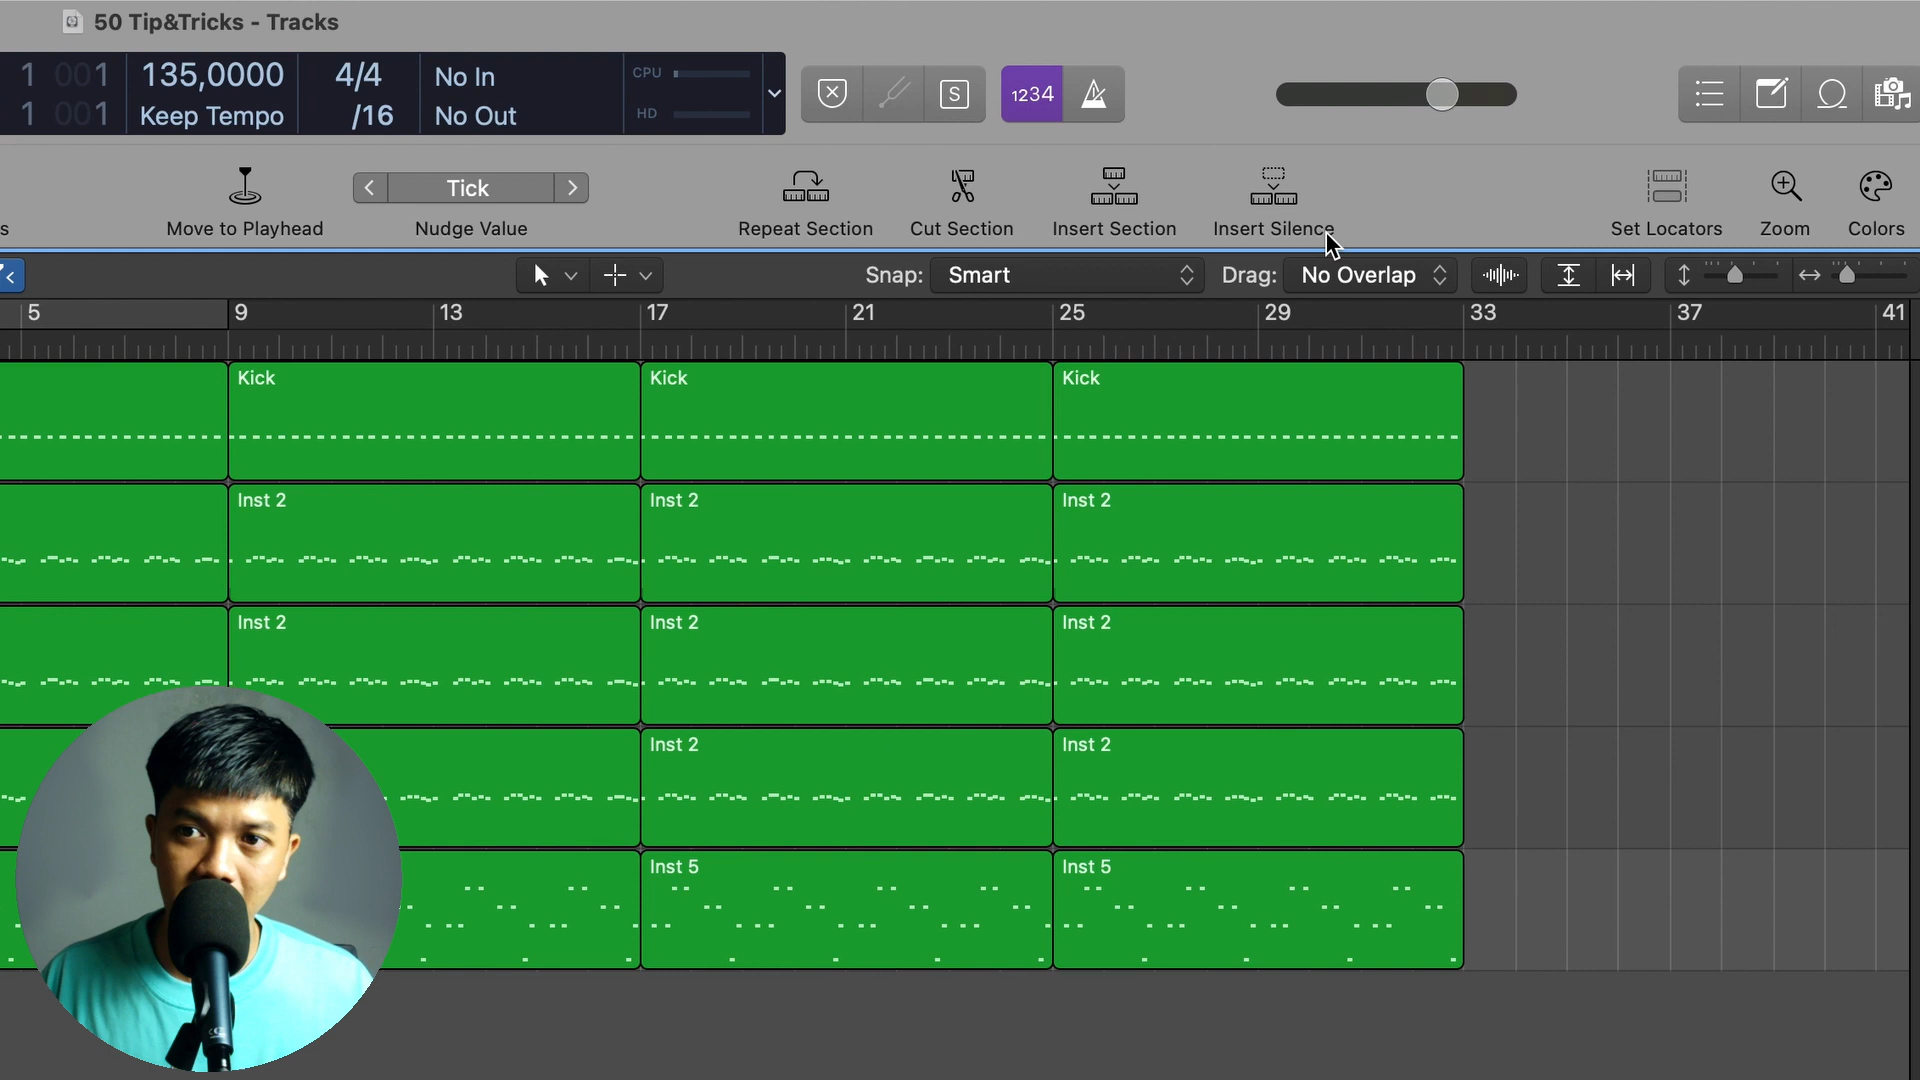 50 Tip&Tricks - Tracks
1 001 135,0000 4/4 No In CPU
1 001 Keep Tempo /16 No Out HD
S 1234
Tick
s Move to Playhead Nudge Value Repeat Section Cut Section Insert Section Insert Silence Set Locators Zoom Colors
Snap: Smart Drag: No Overlap
5 9 13 17 21 25 29 33 37 41
Kick Kick Kick
Inst 2 Inst 2 Inst 2
Inst 2 Inst 2 Inst 2
Inst 2 Inst 2
Inst 5 Inst 5